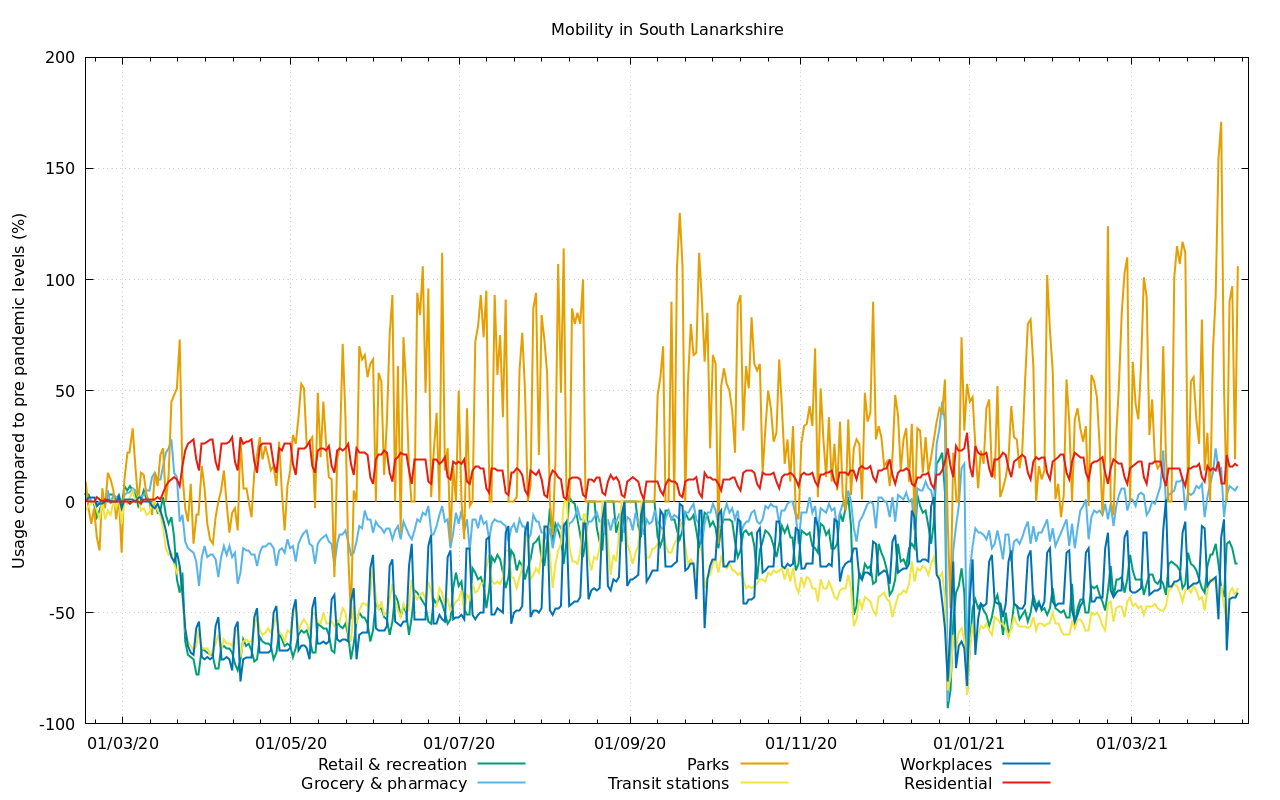 Mobility in South Lanarkshire
Usage compared to pre pandemic levels (%)
200
150
100
50
0
-50
-100
01/03/20 01/05/20 01/07/20 01/09/20 01/11/20 01/01/21 01/03/21
Retail & recreation Parks Workplaces
Grocery & pharmacy Transit stations Residential